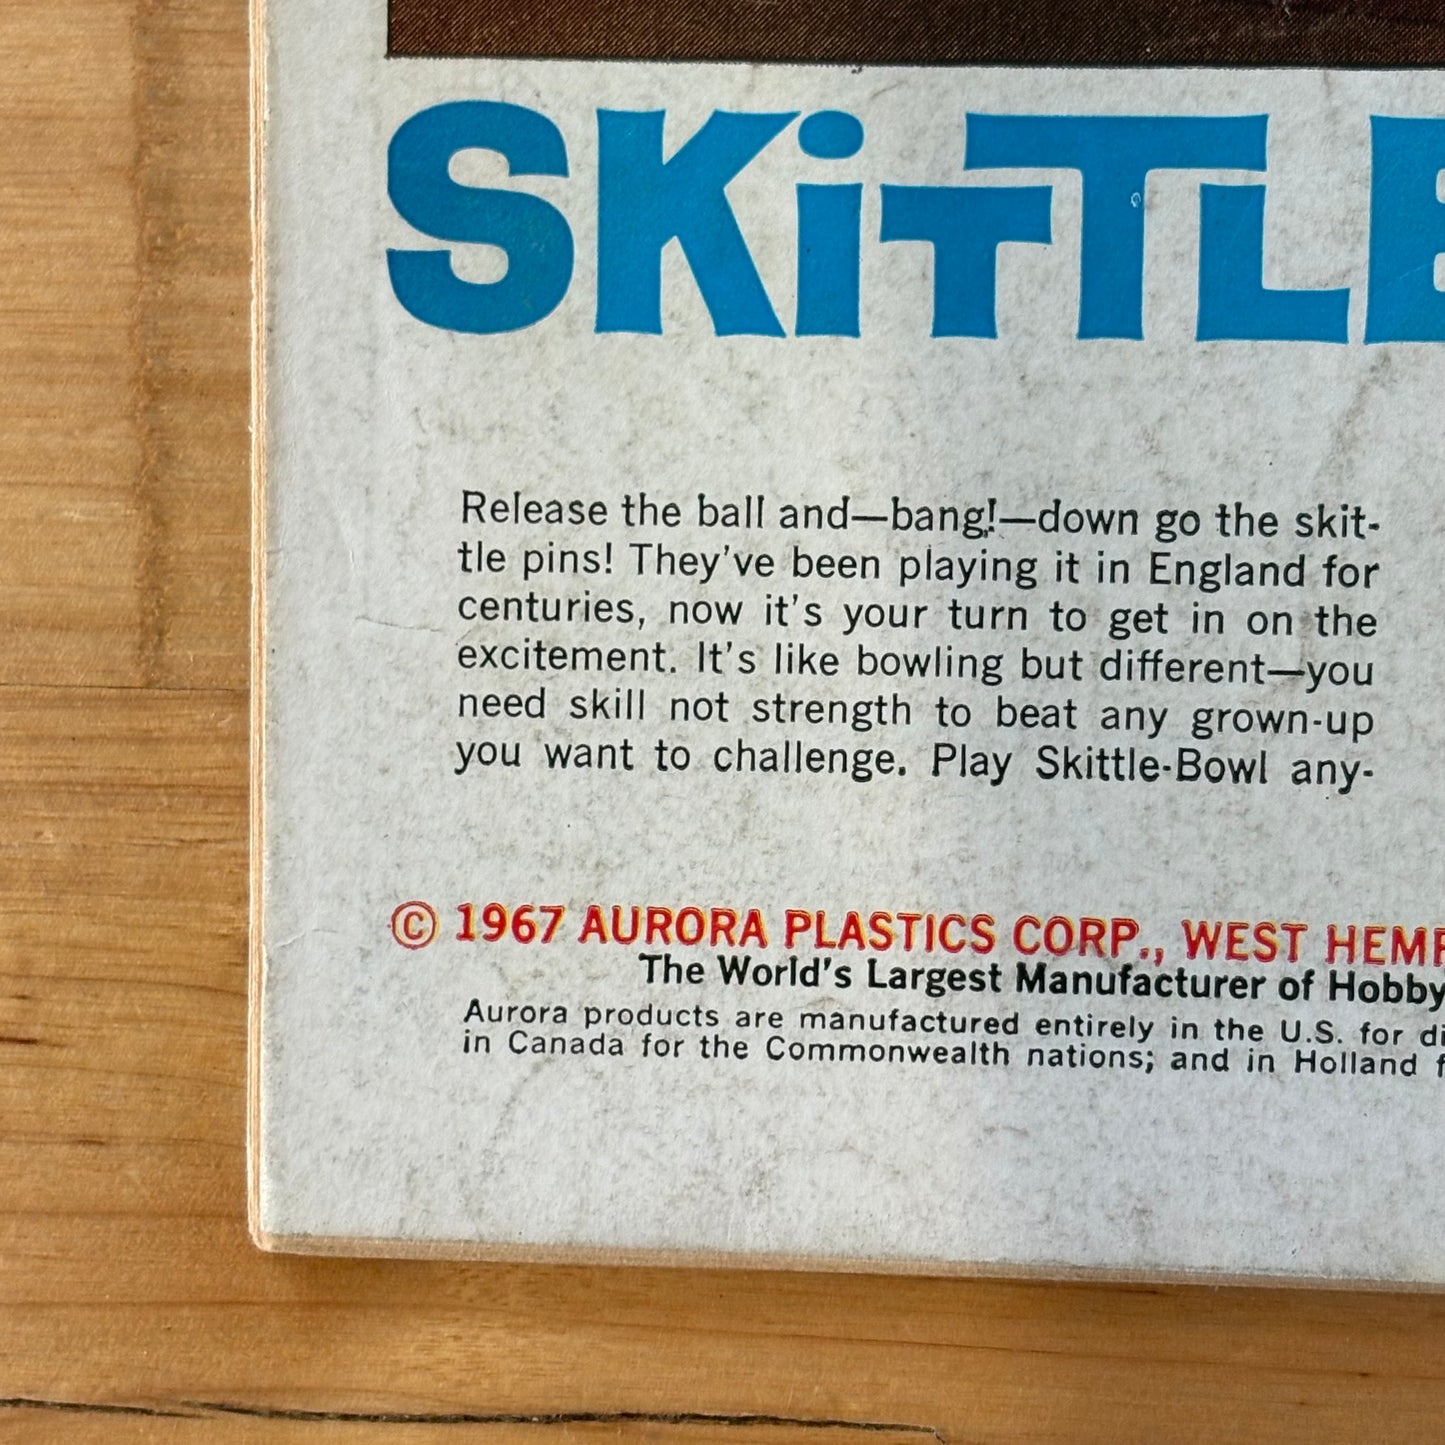 SKiTTLE
Release the ball and—bang!—down go the skit-
tle pins! They've been playing it in England for
centuries, now it's your turn to get in on the
excitement. It's like bowling but different—you
need skill not strength to beat any grown-up
you want to challenge. Play Skittle-Bowl any-
© 1967 AURORA PLASTICS CORP., WEST
The World's Largest Manufacturer of Hobby
Aurora products are manufactured entirely in the U.S. for
in Canada for the Commonwealth nations; and in Holland